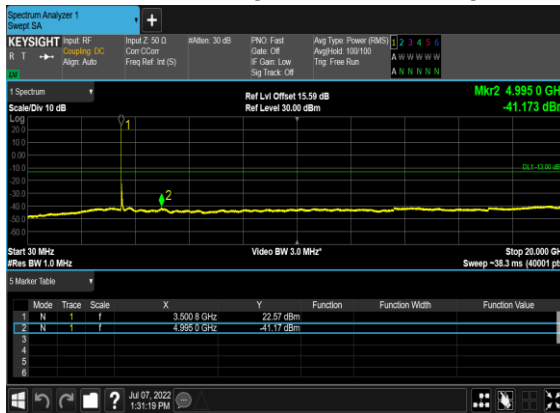 Spectrum Analyzer 1
Swept SA
+
KEYSIGHT Input: RF Input Z: 50 Ω #Atten: 30 dB PNO: Fast Avg Type: Power (RMS) 1 2 3 4 5 6
R T Coupling: DC Corr CCorr Gate: Off Avg|Hold: 100/100 A W W W W W
Align: Auto Freq Ref: Int (S) IF Gain: Low Trig: Free Run
Sig Track: Off A N N N N N
1 Spectrum Ref Lvl Offset 15.59 dB Mkr2 4.995 0 GH
Scale/Div 10 dB Ref Level 30.00 dBm -41.173 dB
Log
20.0
10.0
0.00
-10.0
DL1 -13.00 dB
-20.0
-30.0
-40.0
-50.0
-60.0
1
2
Start 30 MHz Video BW 3.0 MHz* Stop 20.000 GH
#Res BW 1.0 MHz Sweep ~38.3 ms (40001 pt
5 Marker Table
Mode Trace Scale X Y Function Function Width Function Value
1 N 1 f 3.500 8 GHz 22.57 dBm
2 N 1 f 4.995 0 GHz -41.17 dBm
3
4
5
6
? Jul 07, 2022
1:31:19 PM